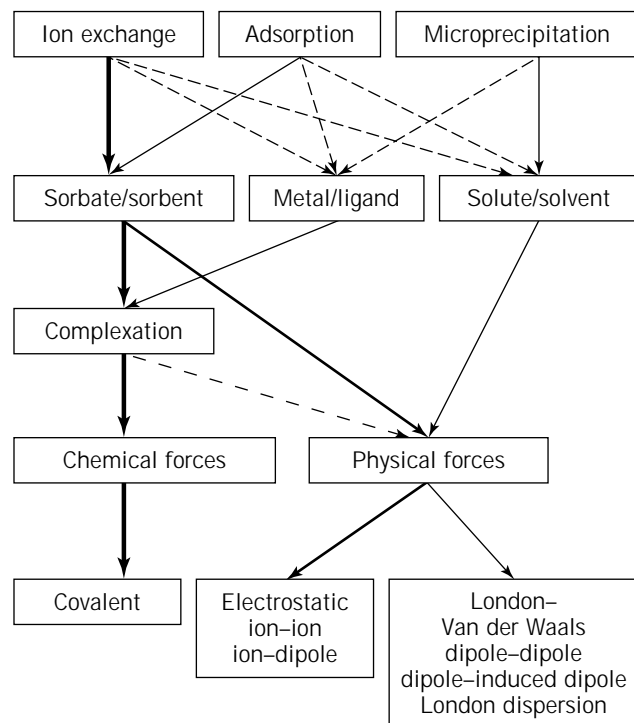 Ion exchange
Adsorption
Microprecipitation
Sorbate/sorbent
Metal/ligand
Solute/solvent
Complexation
Chemical forces
Physical forces
Covalent
Electrostatic
ion–ion
ion–dipole
London–
Van der Waals
dipole–dipole
dipole–induced dipole
London dispersion